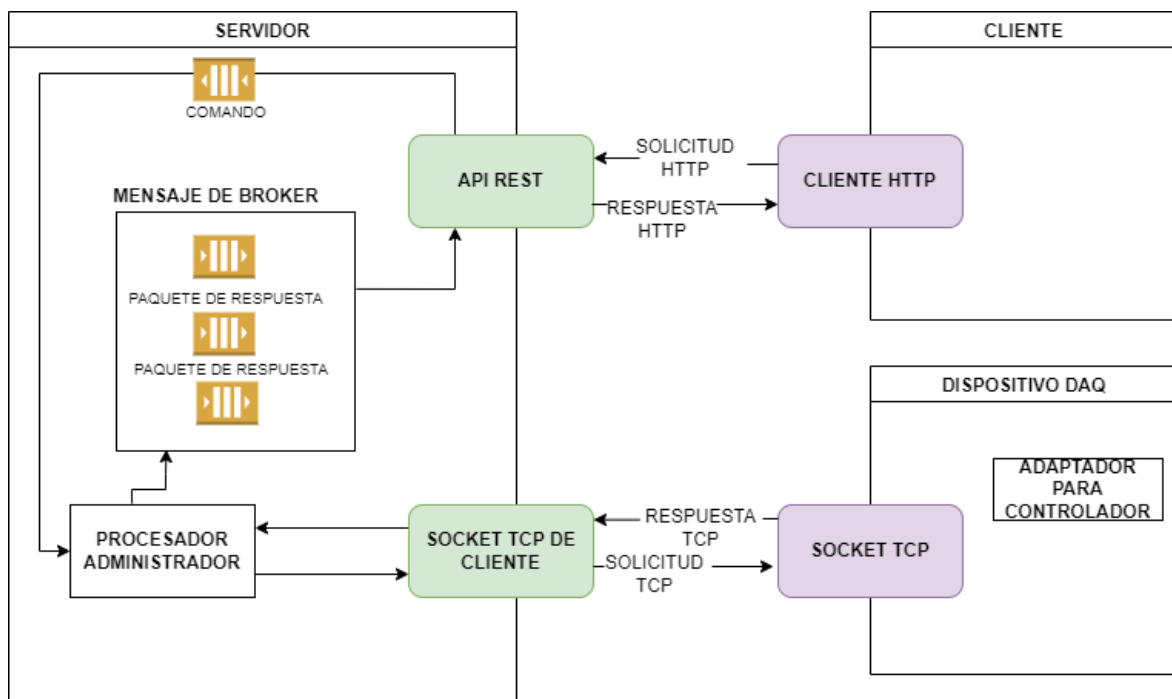 SERVIDOR
CLIENTE
COMANDO
SOLICITUD
HTTP
API REST
CLIENTE HTTP
RESPUESTA
HTTP
MENSAJE DE BROKER
PAQUETE DE RESPUESTA
PAQUETE DE RESPUESTA
DISPOSITIVO DAQ
ADAPTADOR
PARA
CONTROLADOR
PROCESADOR
ADMINISTRADOR
SOCKET TCP DE
CLIENTE
RESPUESTA
TCP
SOLICITUD
TCP
SOCKET TCP